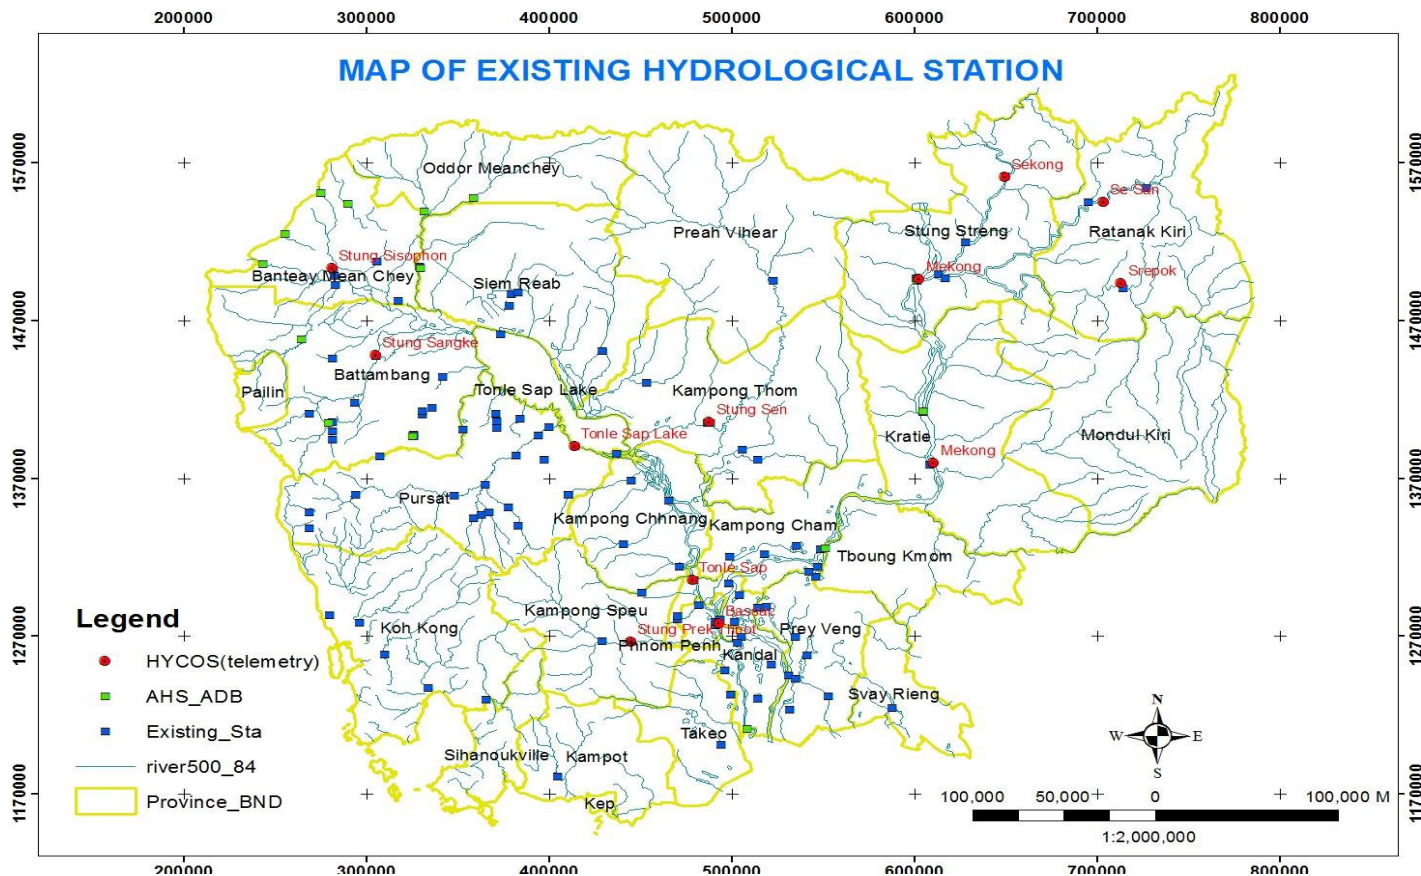 200000 300000 400000 500000 600000 700000 800000
MAP OF EXISTING HYDROLOGICAL STATION
1570000 1570000
Oddor Meanchey
Sekong
Se San
Preah Vihear
Stung Streng
Ratanak Kiri
Stung Sisophon
Banteay Mean Chey
Siem Reab
Mekong
Srepok
1470000 1470000
Stung Sangke
Battambang
Pailin
Tonle Sap Lake
Kampong Thom
Stung Sen
Tonle Sap Lake
Kratie
Mondul Kiri
Mekong
1370000 1370000
Pursat
Kampong Chhnang
Kampong Cham
Tboung Kmom
Tonle Sap
Kampong Speu
Bassac
Koh Kong
Stung Prek Thnot
Prey Veng
1270000 1270000
Phnom Penh
Kandal
Svay Rieng
Takeo
Sihanoukville
Kampot
Kep
1170000 1170000
Legend
HYCOS(telemetry)
AHS_ADB
Existing_Sta
river500_84
Province_BND
N
W E
S
100,000 50,000 0 100,000 M
1:2,000,000
200000 300000 400000 500000 600000 700000 800000